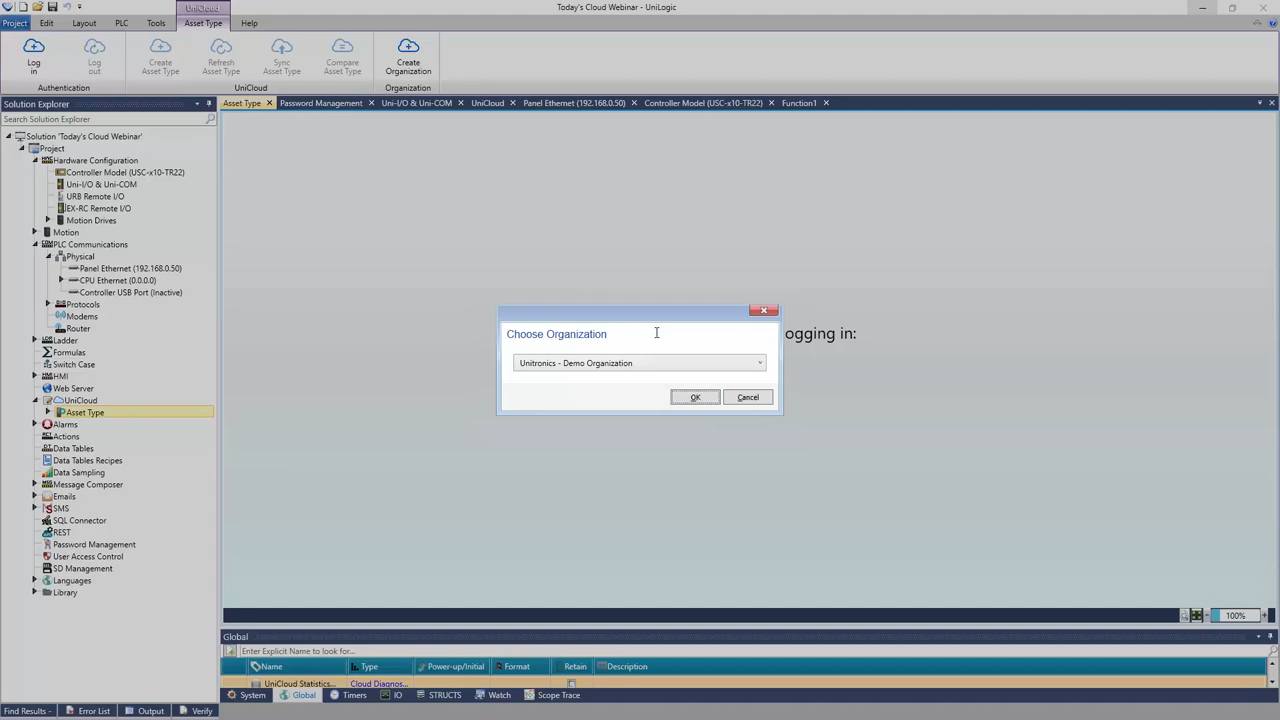 UniCloud
Today's Cloud Webinar - UniLogic
Project
Edit
Layout
PLC
Tools
Asset Type
Help
Log in
Log out
Create Asset Type
Refresh Asset Type
Sync Asset Type
Compare Asset Type
Create Organization
Authentication
UniCloud
Organization
Solution Explorer
Asset Type
Password Management
Uni-I/O & Uni-COM
UniCloud
Panel Ethernet (192.168.0.50)
Controller Model (USC-x10-TR22)
Function1
Search Solution Explorer
Solution 'Today's Cloud Webinar'
Project
Hardware Configuration
Controller Model (USC-x10-TR22)
Uni-I/O & Uni-COM
URB Remote I/O
EX-RC Remote I/O
Motion Drives
Motion
PLC Communications
Physical
Panel Ethernet (192.168.0.50)
CPU Ethernet (0.0.0.0)
Controller USB Port (Inactive)
Protocols
Modems
Router
Ladder
Formulas
Switch Case
HMI
Web Server
UniCloud
Asset Type
Alarms
Actions
Data Tables
Data Tables Recipes
Data Sampling
Message Composer
Emails
SMS
SQL Connector
REST
Password Management
User Access Control
SD Management
Languages
Library
Choose Organization
ogging in:
Unitronics - Demo Organization
OK
Cancel
100%
Global
Enter Explicit Name to look for...
Name
Type
Power-up/Initial
Format
Retain
Description
UniCloud Statistics...
Cloud Diagnos...
System
Global
Timers
IO
STRUCTS
Watch
Scope Trace
Find Results -
Error List
Output
Verify